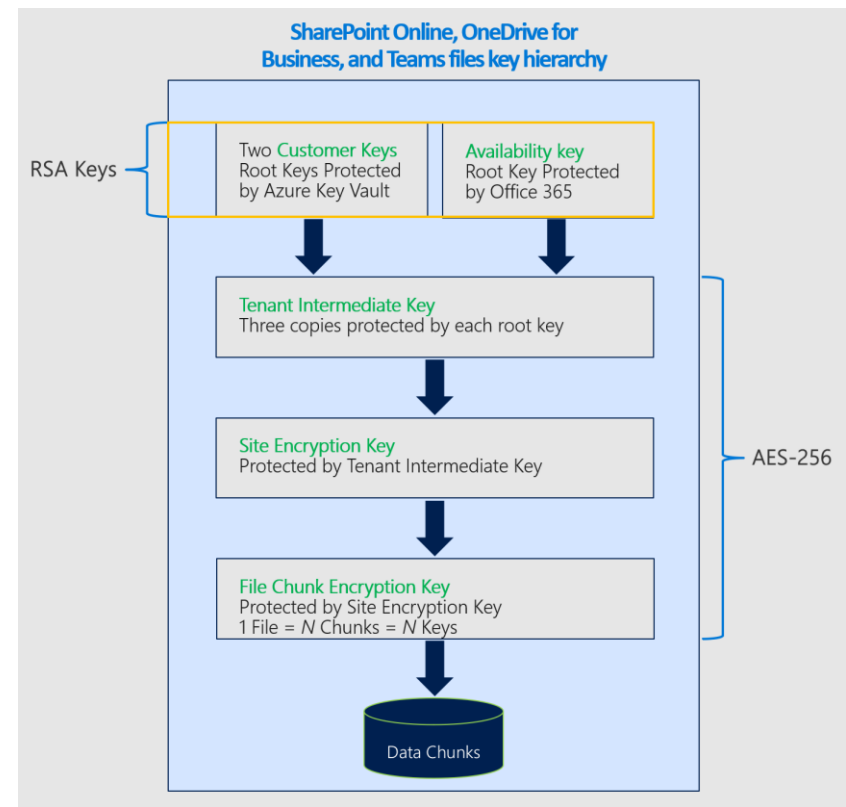 SharePoint Online, OneDrive for
Business, and Teams files key hierarchy
RSA Keys
Two Customer Keys
Root Keys Protected
by Azure Key Vault
Availability key
Root Key Protected
by Office 365
Tenant Intermediate Key
Three copies protected by each root key
Site Encryption Key
Protected by Tenant Intermediate Key
AES-256
File Chunk Encryption Key
Protected by Site Encryption Key
1 File = N Chunks = N Keys
Data Chunks